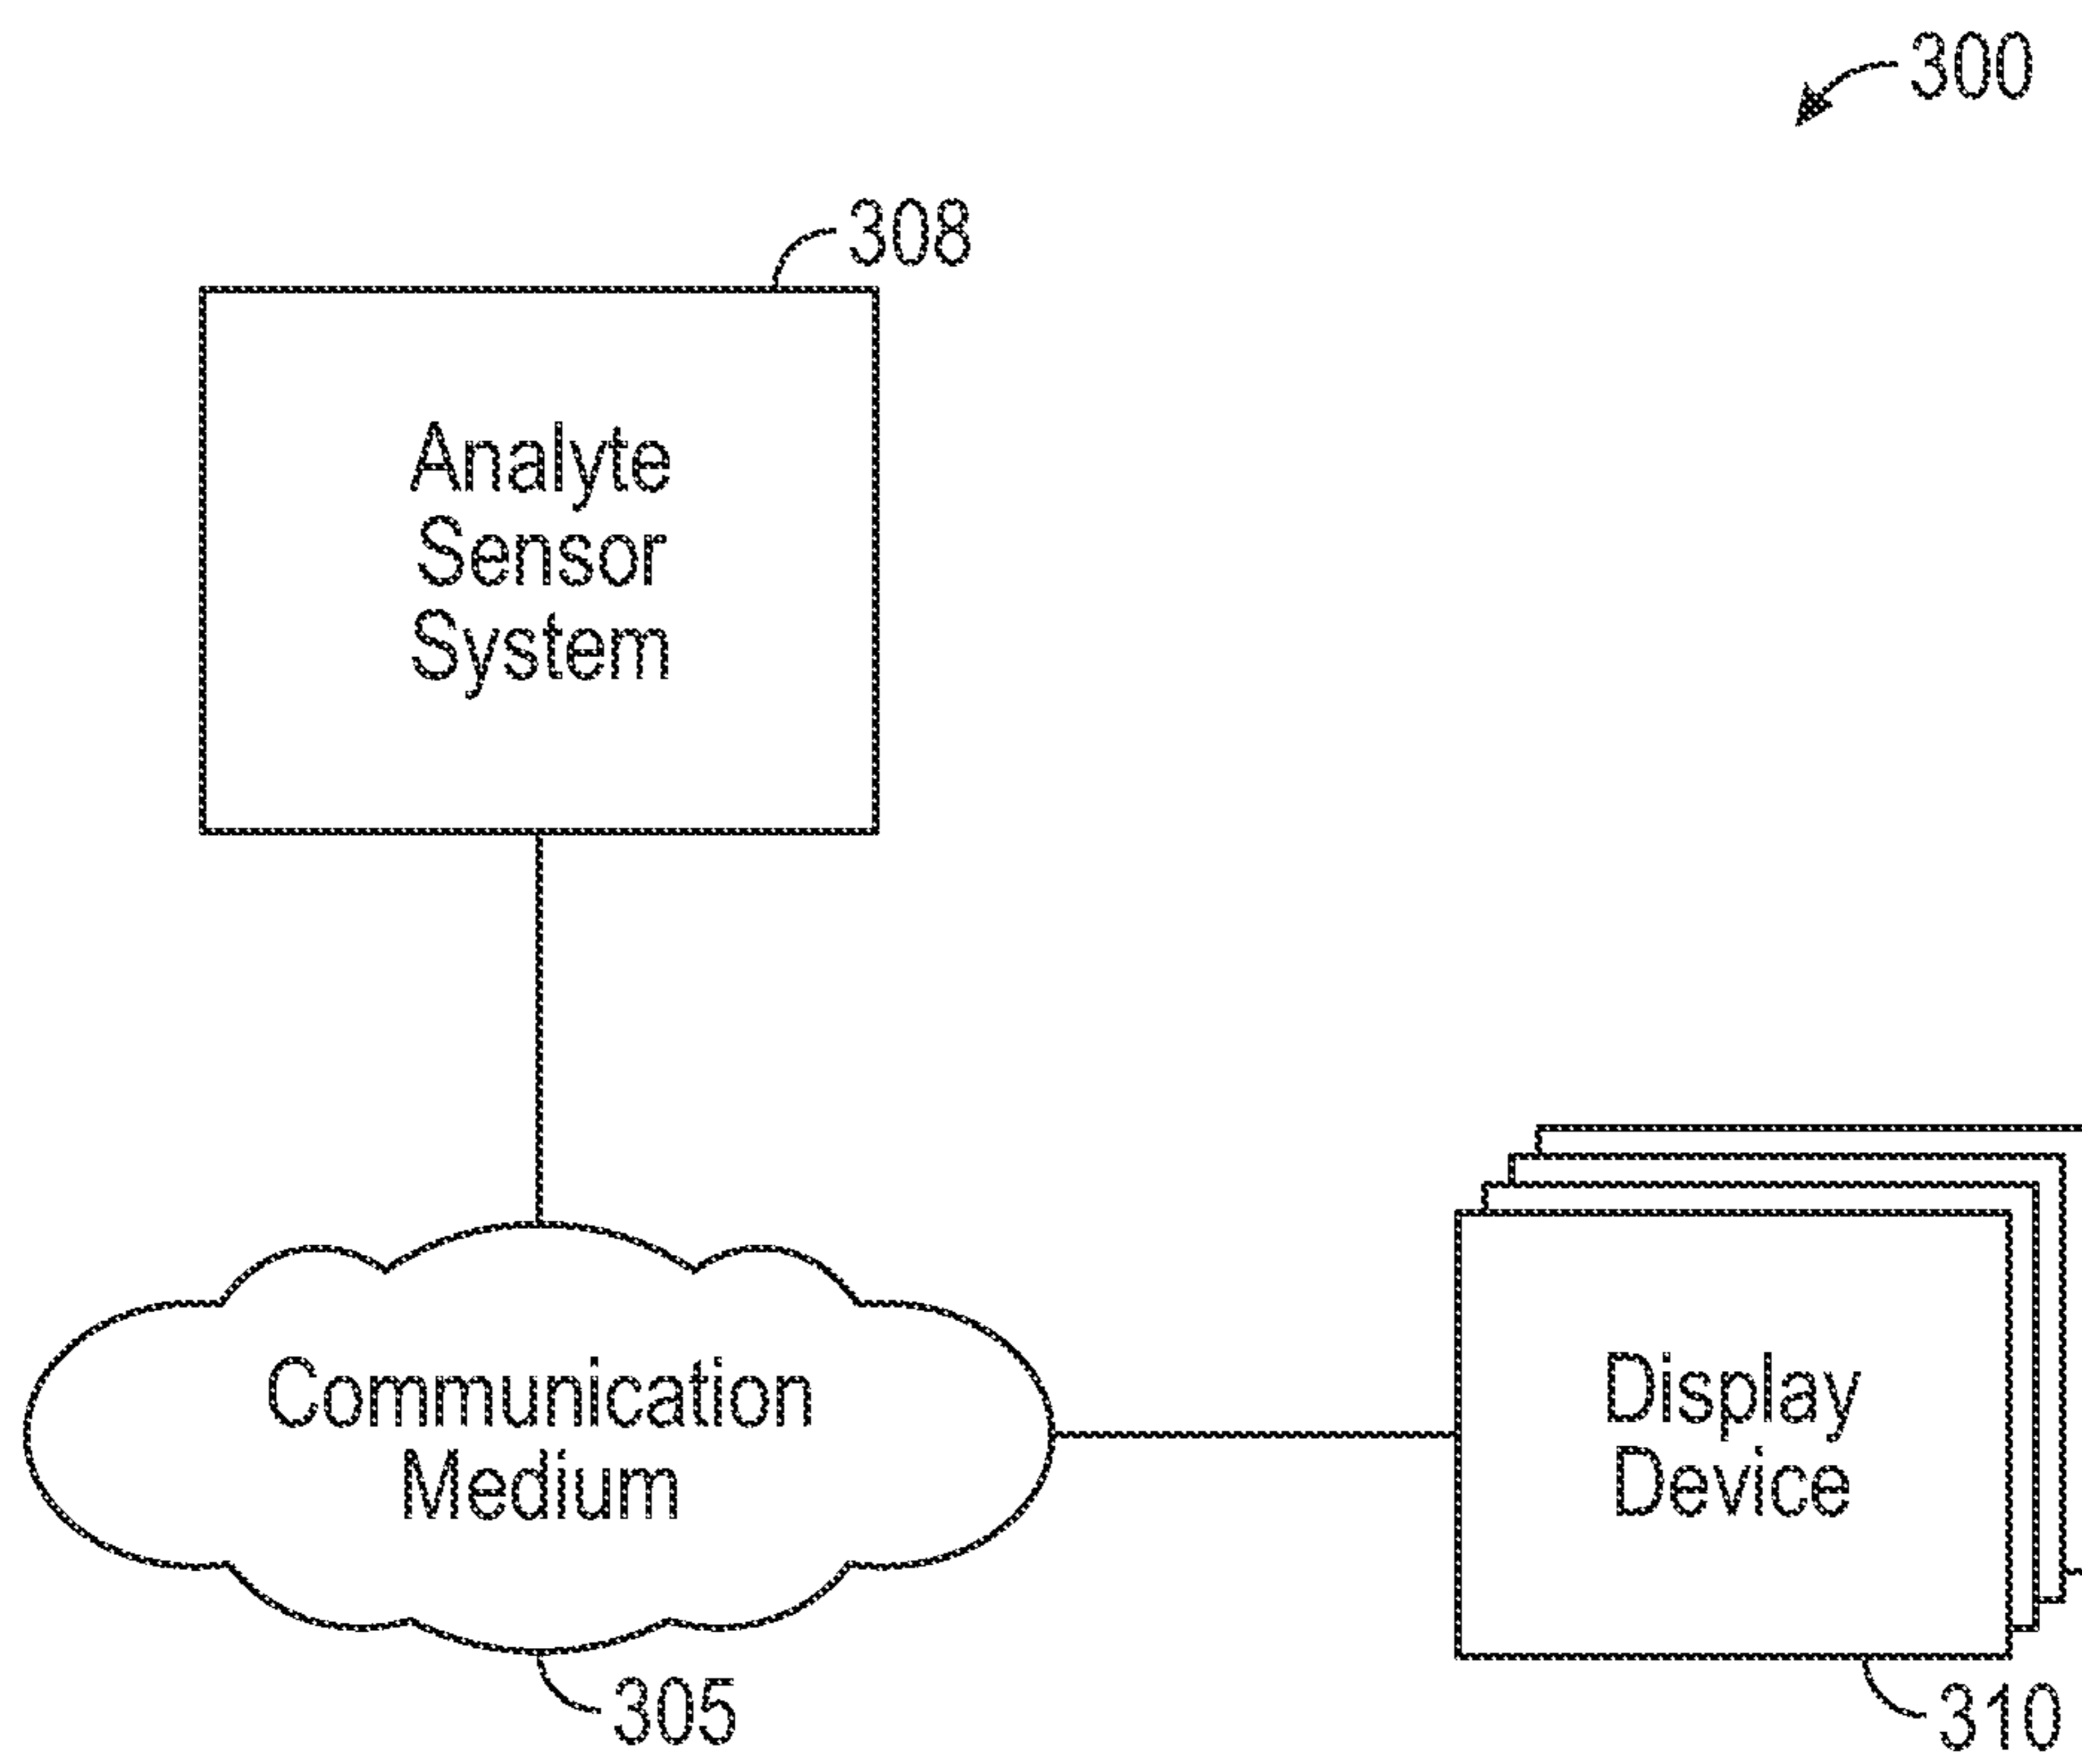 300
308
Analyte
Sensor
System
Communication
Medium
Display
Device
305
310